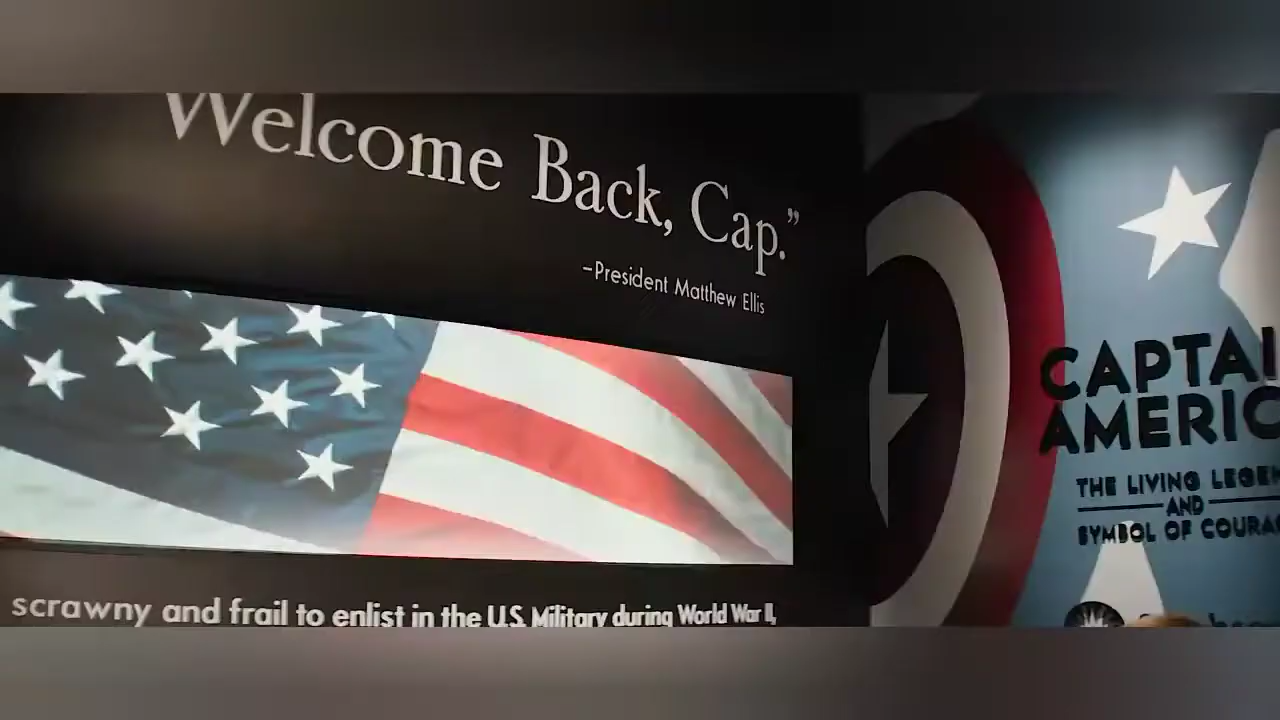 Welcome Back, Cap.”
–President Matthew Ellis
scrawny and frail to enlist in the U.S. Military during World War II,
CAPTAI
AMERIC
THE LIVING LEGEN
AND
SYMBOL OF COURA